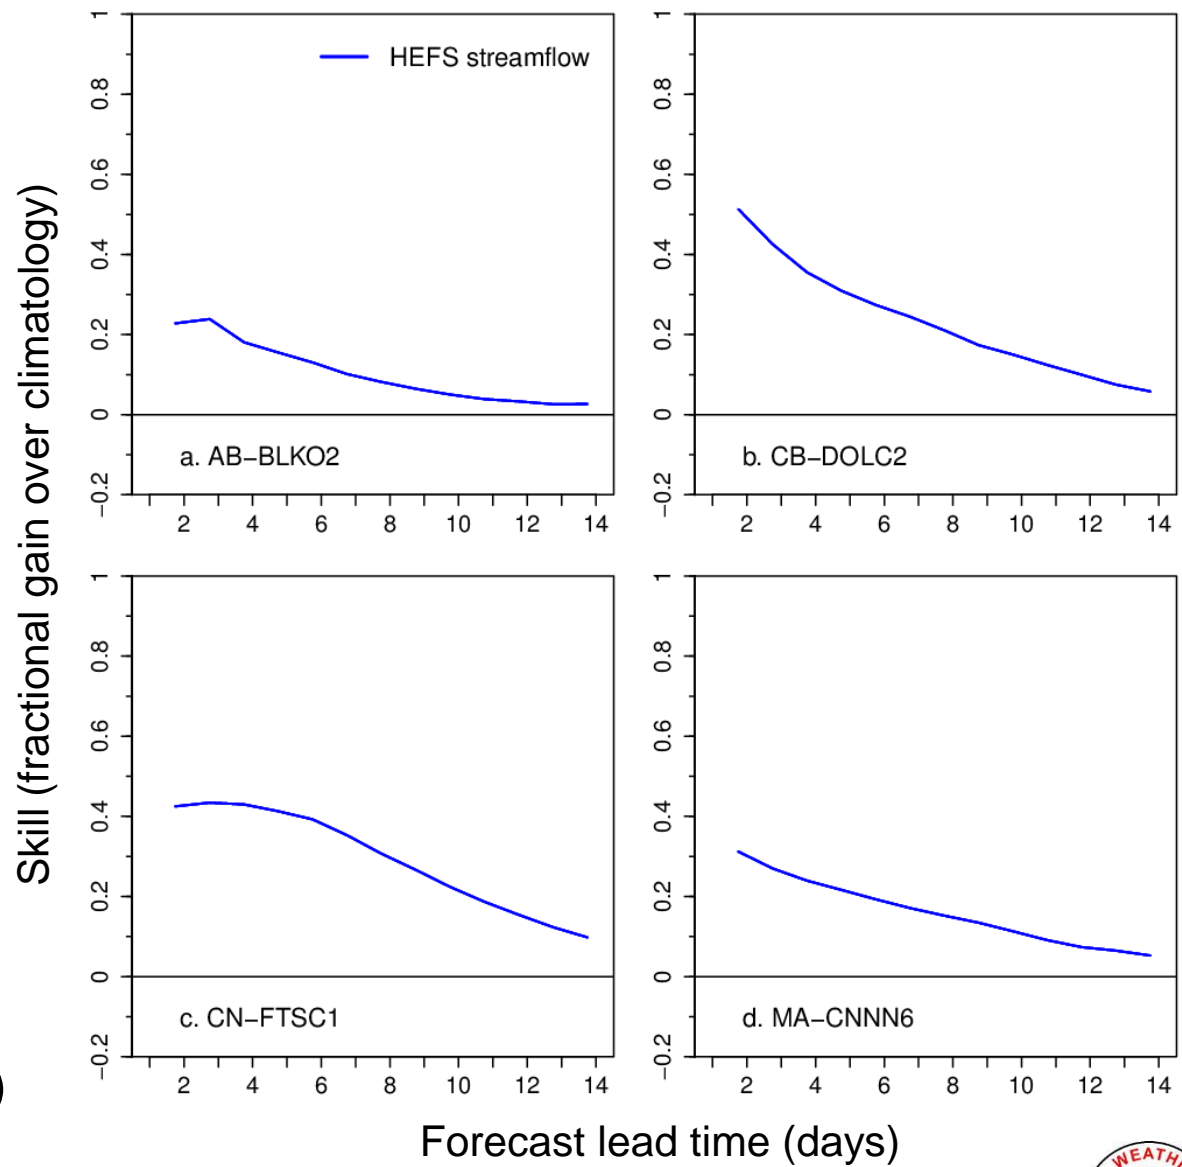 Skill (fractional gain over climatology)
1
0.8
0.6
0.4
0.2
0
−0.2
HEFS streamflow
a. AB−BLKO2
2 4 6 8 10 12 14
1
0.8
0.6
0.4
0.2
0
−0.2
b. CB−DOLC2
2 4 6 8 10 12 14
1
0.8
0.6
0.4
0.2
0
−0.2
c. CN−FTSC1
2 4 6 8 10 12 14
1
0.8
0.6
0.4
0.2
0
−0.2
d. MA−CNNN6
2 4 6 8 10 12 14
)
Forecast lead time (days)